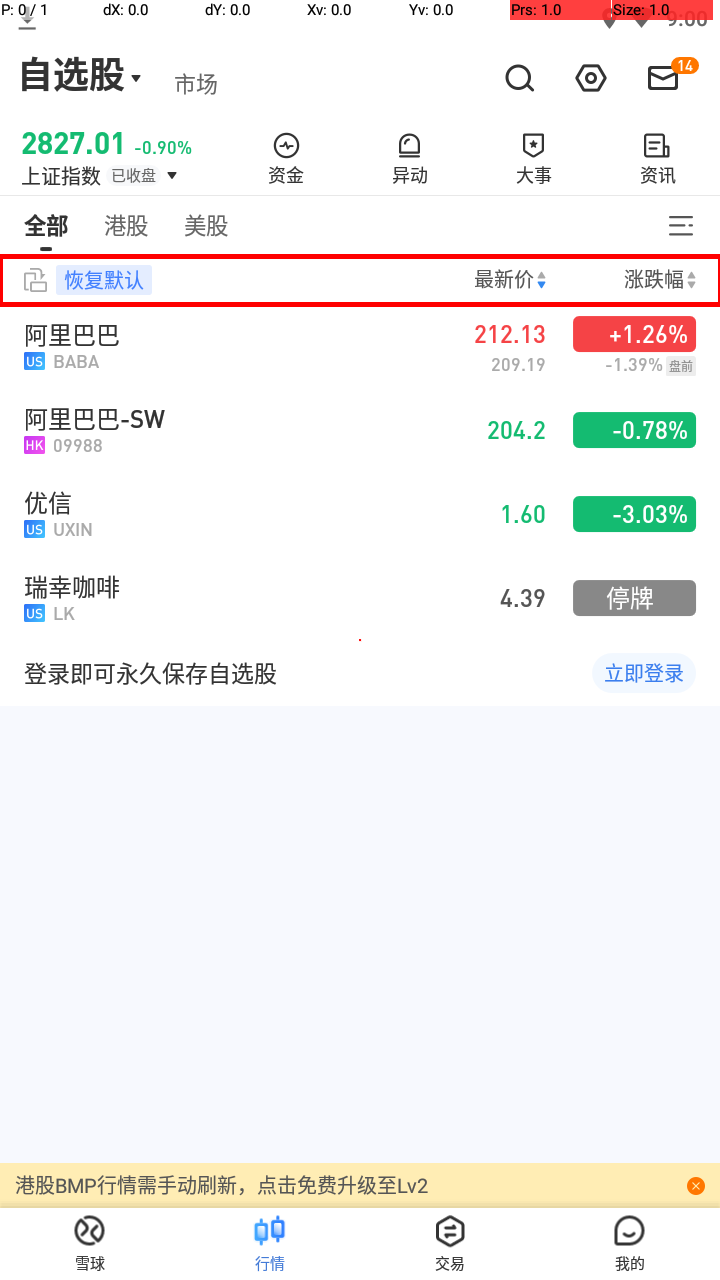 P: 0 / 1 dX: 0.0 dY: 0.0 Xv: 0.0 Yv: 0.0 Prs: 1.0 Size: 1.0
9:00
自选股 市场 14
2827.01 -0.90%
上证指数 已收盘 资金 异动 大事 资讯
全部 港股 美股
恢复默认 最新价 涨跌幅
阿里巴巴 212.13 +1.26%
US BABA 209.19 -1.39% 盘前
阿里巴巴-SW 204.2 -0.78%
HK 09988
优信 1.60 -3.03%
US UXIN
瑞幸咖啡 4.39 停牌
US LK
登录即可永久保存自选股 立即登录
港股BMP行情需手动刷新，点击免费升级至Lv2
雪球 行情 交易 我的